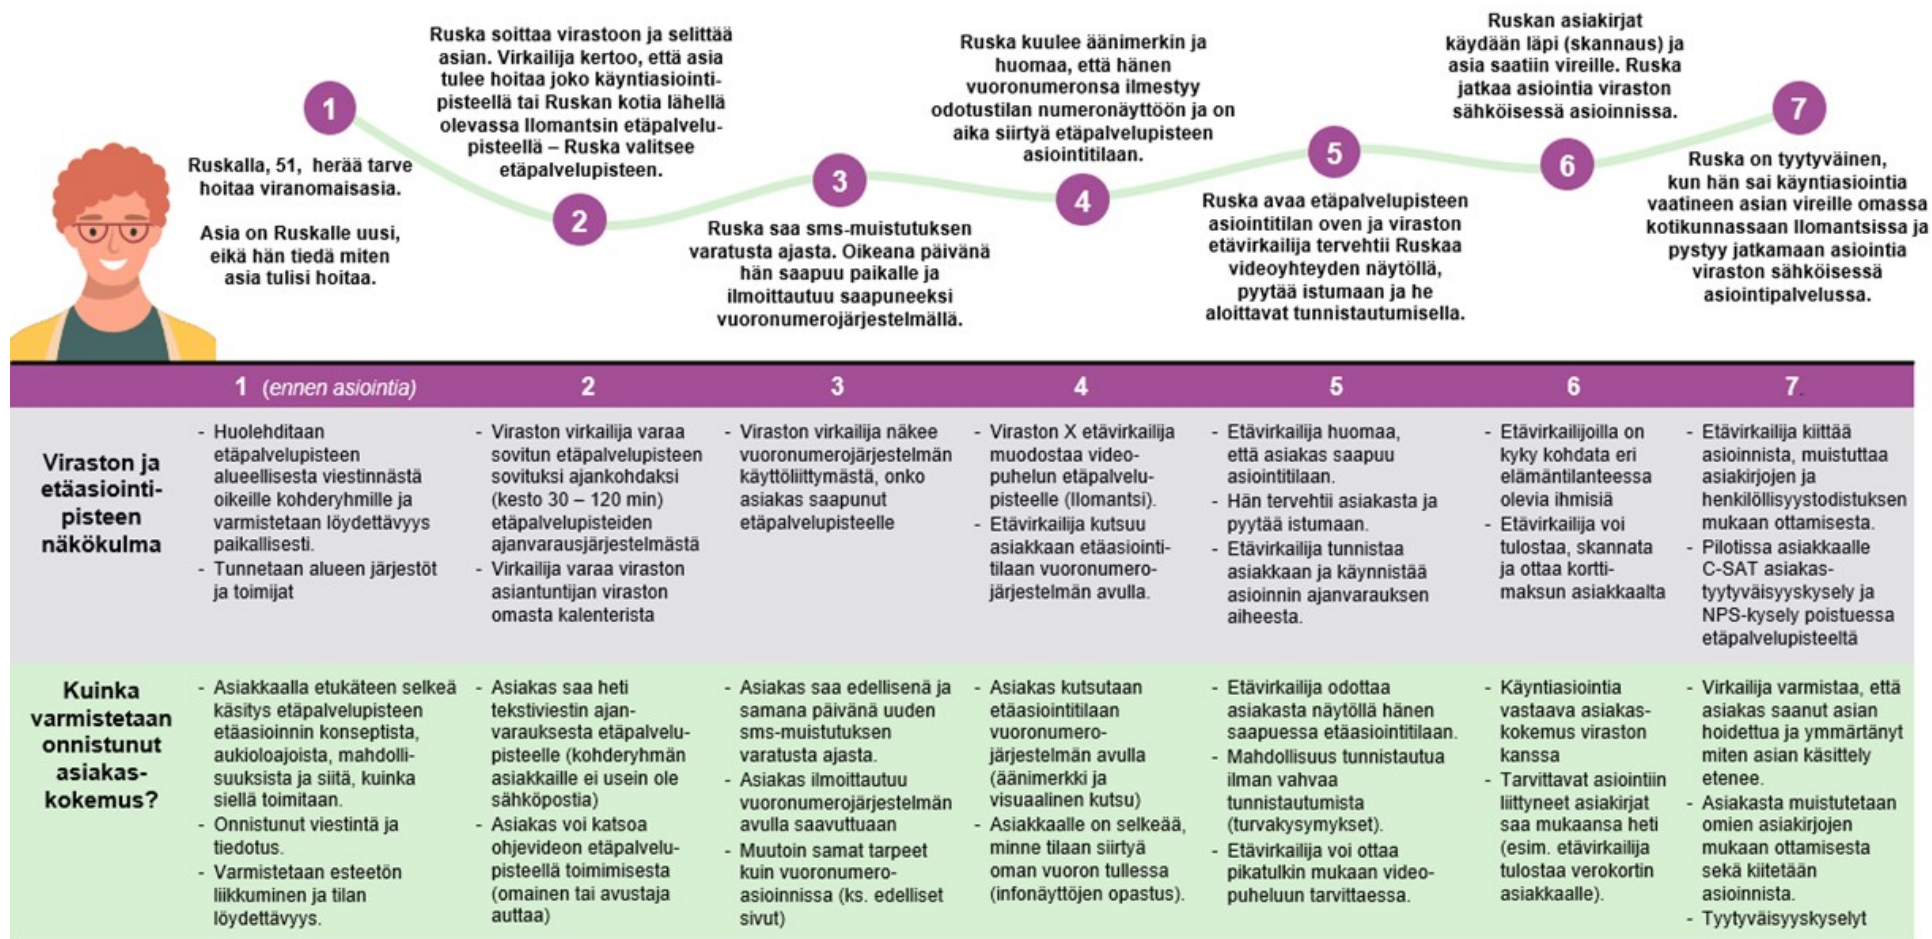 1
Ruskalla, 51, herää tarve
hoitaa viranomaisasia.
Asia on Ruskalle uusi,
eikä hän tiedä miten
asia tulisi hoitaa.
Ruska soittaa virastoon ja selittää
asian. Virkailija kertoo, että asia
tulee hoitaa joko käyntiasiointi-
pisteellä tai Ruskan kotia lähellä
olevassa Ilomantsin etäpalvelu-
pisteellä – Ruska valitsee
etäpalvelupisteen.
2
3
Ruska saa sms-muistutuksen
varatusta ajasta. Oikeana päivänä
hän saapuu paikalle ja
ilmoittautuu saapuneeksi
vuoronumerojärjestelmällä.
Ruska kuulee äänimerkin ja
huomaa, että hänen
vuoronumeronsa ilmestyy
odotustilan numeronäyttöön ja on
aika siirtyä etäpalvelupisteen
asiointitilaan.
4
5
Ruska avaa etäpalvelupisteen
asiointitilan oven ja viraston
etävirkailija tervehtii Ruskaa
videoyhteyden näytöllä,
pyytää istumaan ja he
aloittavat tunnistautumisella.
Ruskan asiakirjat
käydään läpi (skannaus) ja
asia saatiin vireille. Ruska
jatkaa asiointia viraston
sähköisessä asioinnissa.
6
7
Ruska on tyytyväinen,
kun hän sai käyntiasiointia
vaatineen asian vireille omassa
kotikunnassaan Ilomantsissa ja
pystyy jatkamaan asiointia
viraston sähköisessä
asiointipalvelussa.
1 (ennen asiointia)
2
3
4
5
6
7
Viraston ja
etäasiointi-
pisteen
näkökulma
- Huolehditaan
etäpalvelupisteen
alueellisesta viestinnästä
oikeille kohderyhmille ja
varmistetaan löydettävyys
paikallisesti.
- Tunnetaan alueen järjestöt
ja toimijat
- Viraston virkailija varaa
sovitun etäpalvelupisteen
sovituksi ajankohdaksi
(kesto 30 – 120 min)
etäpalvelupisteiden
ajanvarausjärjestelmästä
- Virkailija varaa viraston
asiantuntijan viraston
omasta kalenterista
- Viraston virkailija näkee
vuoronumerojärjestelmän
käyttöliittymästä, onko
asiakas saapunut
etäpalvelupisteelle
- Viraston X etävirkailija
muodostaa video-
puhelun etäpalvelu-
pisteelle (Ilomantsi).
- Etävirkailija kutsuu
asiakkaan etäasiointi-
tilaan vuoronumero-
järjestelmän avulla.
- Etävirkailija huomaa,
että asiakas saapuu
asiointitilaan.
- Hän tervehtii asiakasta ja
pyytää istumaan.
- Etävirkailija tunnistaa
asiakkaan ja käynnistää
asioinnin ajanvarauksen
aiheesta.
- Etävirkailijoilla on
kyky kohdata eri
elämäntilanteessa
olevia ihmisiä
- Etävirkailija voi
tulostaa, skannata
ja ottaa kortti-
maksun asiakkaalta
- Etävirkailija kiittää
asioinnista, muistuttaa
asiakirjojen ja
henkilöllisyystodistuksen
mukaan ottamisesta.
- Pilotissa asiakkaalle
C-SAT asiakas-
tyytyväisyyskysely ja
NPS-kysely poistuessa
etäpalvelupisteeltä
Kuinka
varmistetaan
onnistunut
asiakas-
kokemus?
- Asiakkaalla etukäteen selkeä
käsitys etäpalvelupisteen
etäasioinnin konseptista,
aukioloajoista, mahdolli-
suuksista ja siitä, kuinka
siellä toimitaan.
- Onnistunut viestintä ja
tiedotus.
- Varmistetaan esteetön
liikkuminen ja tilan
löydettävyys.
- Asiakas saa heti
tekstiviestin ajan-
varauksesta etäpalvelu-
pisteelle (kohderyhmän
asiakkaille ei usein ole
sähköpostia)
- Asiakas voi katsoa
ohjevideon etäpalvelu-
pisteellä toimimisesta
(omainen tai avustaja
auttaa)
- Asiakas saa edellisenä ja
samana päivänä uuden
sms-muistutuksen
varatusta ajasta.
- Asiakas ilmoittautuu
vuoronumerojärjestelmän
avulla saavuttuaan
- Muutoin samat tarpeet
kuin vuoronumero-
asioinnissa (ks. edelliset
sivut)
- Asiakas kutsutaan
etäasiointitilaan
vuoronumero-
järjestelmän avulla
(äänimerkki ja
visuaalinen kutsu)
- Asiakkaalle on selkeää,
minne tilaan siirtyä
oman vuoron tullessa
(infonäyttöjen opastus).
- Etävirkailija odottaa
asiakasta näytöllä hänen
saapuessa etäasiointitilaan.
- Mahdollisuus tunnistautua
ilman vahvaa
tunnistautumista
(turvakysymykset).
- Etävirkailija voi ottaa
pikatulkin mukaan video-
puheluun tarvittaessa.
- Käyntiasiointia
vastaava asiakas-
kokemus viraston
kanssa
- Tarvittavat asiointiin
liittyneet asiakirjat
saa mukaansa heti
(esim. etävirkailija
tulostaa verokortin
asiakkaalle).
- Virkailija varmistaa, että
asiakas saanut asian
hoidettua ja ymmärtänyt
miten asian käsittely
etenee.
- Asiakasta muistutetaan
omien asiakirjojen
mukaan ottamisesta
sekä kiitetään
asioinnista.
- Tyytyväisyyskyselyt